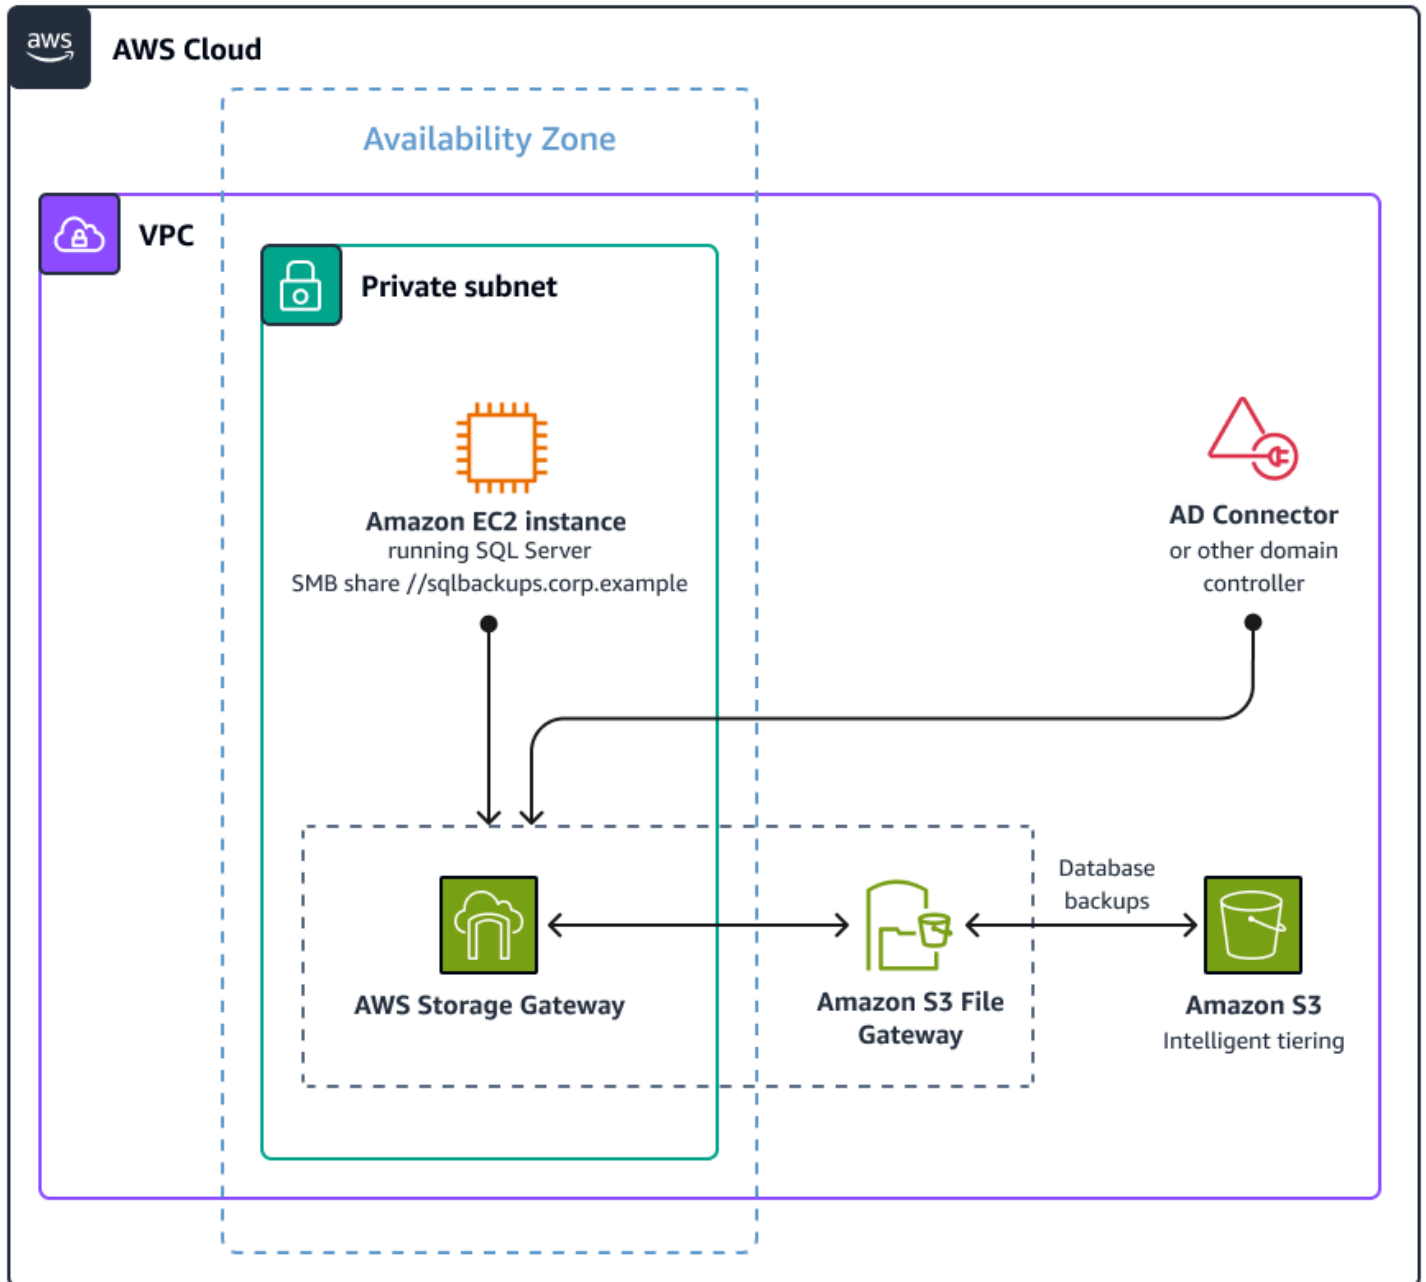 aws
AWS Cloud
Availability Zone
VPC
Private subnet
Amazon EC2 instance
running SQL Server
SMB share //sqlbackups.corp.example
AD Connector
or other domain
controller
Database
backups
AWS Storage Gateway
Amazon S3 File
Gateway
Amazon S3
Intelligent tiering